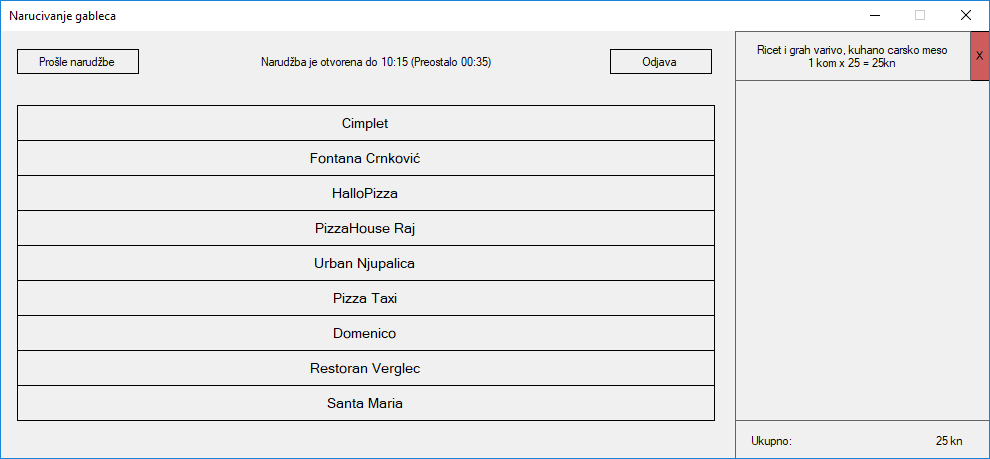 Narucivanje gableca
Prošle narudžbe
Narudžba je otvorena do 10:15 (Preostalo 00:35)
Odjava
Cimplet
Fontana Crnković
HalloPizza
PizzaHouse Raj
Urban Njupalica
Pizza Taxi
Domenico
Restoran Verglec
Santa Maria
Ricet i grah varivo, kuhano carsko meso
1 kom x 25 = 25kn
X
Ukupno:
25 kn